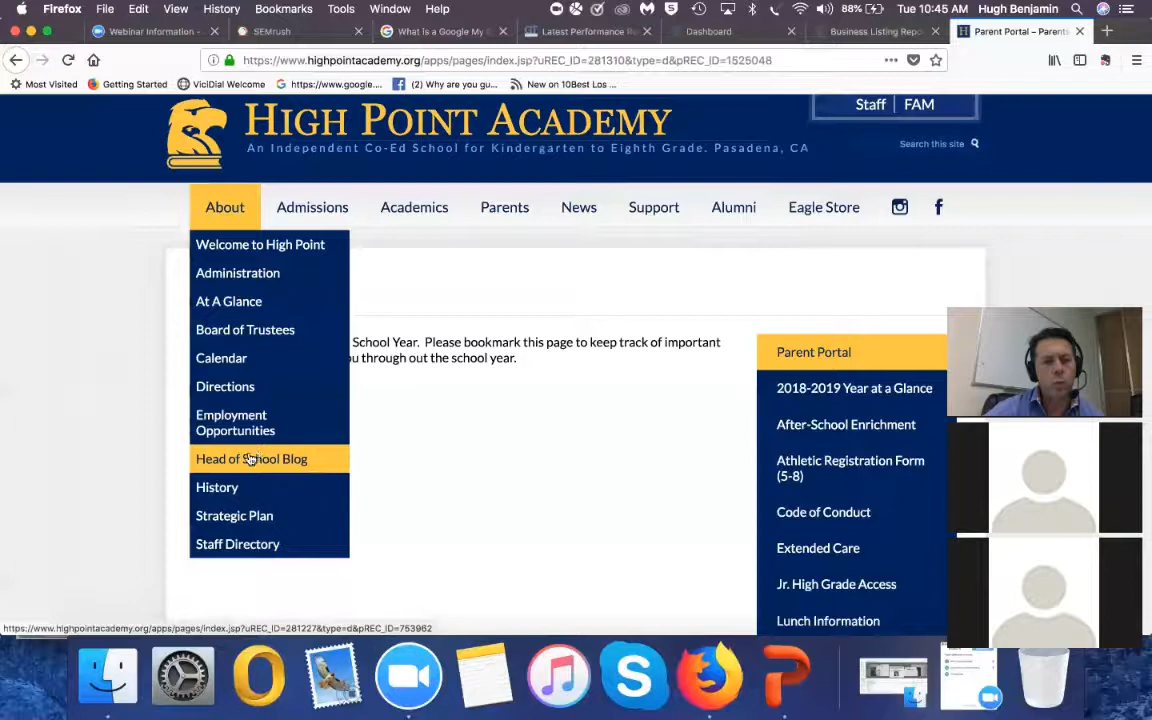 Firefox File Edit View History Bookmarks Tools Window Help 88% Tue 10:45 AM Hugh Benjamin
Webinar Information - SEMrush What is a Google My Latest Performance Re Dashboard Business Listing Repo Parent Portal – Parents
https://www.highpointacademy.org/apps/pages/index.jsp?uREC_ID=281310&type=d&pREC_ID=1525048
Most Visited Getting Started ViciDial Welcome https://www.google.... (2) Why are you gu... New on 10Best Los ...
HIGH POINT ACADEMY
An Independent Co-Ed School for Kindergarten to Eighth Grade. Pasadena, CA
Staff FAM
Search this site
About Admissions Academics Parents News Support Alumni Eagle Store
Welcome to High Point
Administration
At A Glance
Board of Trustees
Calendar
Directions
Employment
Opportunities
Head of School Blog
History
Strategic Plan
Staff Directory
School Year. Please bookmark this page to keep track of important
u through out the school year.
Parent Portal
2018-2019 Year at a Glance
After-School Enrichment
Athletic Registration Form
(5-8)
Code of Conduct
Extended Care
Jr. High Grade Access
Lunch Information
https://www.highpointacademy.org/apps/pages/index.jsp?uREC_ID=281227&type=d&pREC_ID=753962